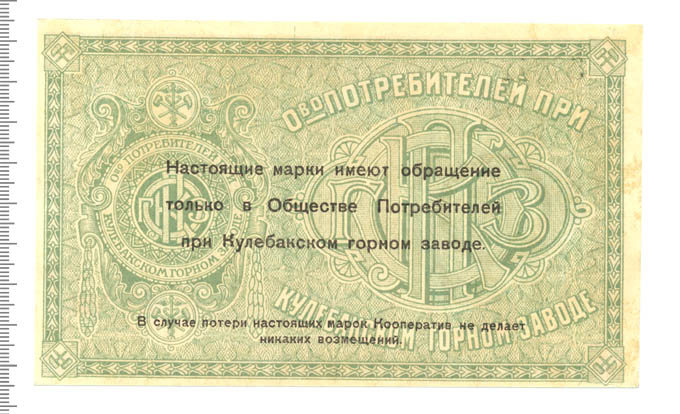 О-во ПОТРЕБИТЕЛЕЙ ПРИ
О-во ПОТРЕБИТЕЛЕЙ
КУЛЕБАКСКОМ ГОРНОМ ЗАВОДЕ
Настоящие марки имеют обращение
только в Обществе Потребителей
при Кулебакском горном заводе.
КУЛЕБАКСКОМ ГОРНОМ ЗАВОДЕ
В случае потери настоящих марок Кооператив не делает
никаких возмещений.